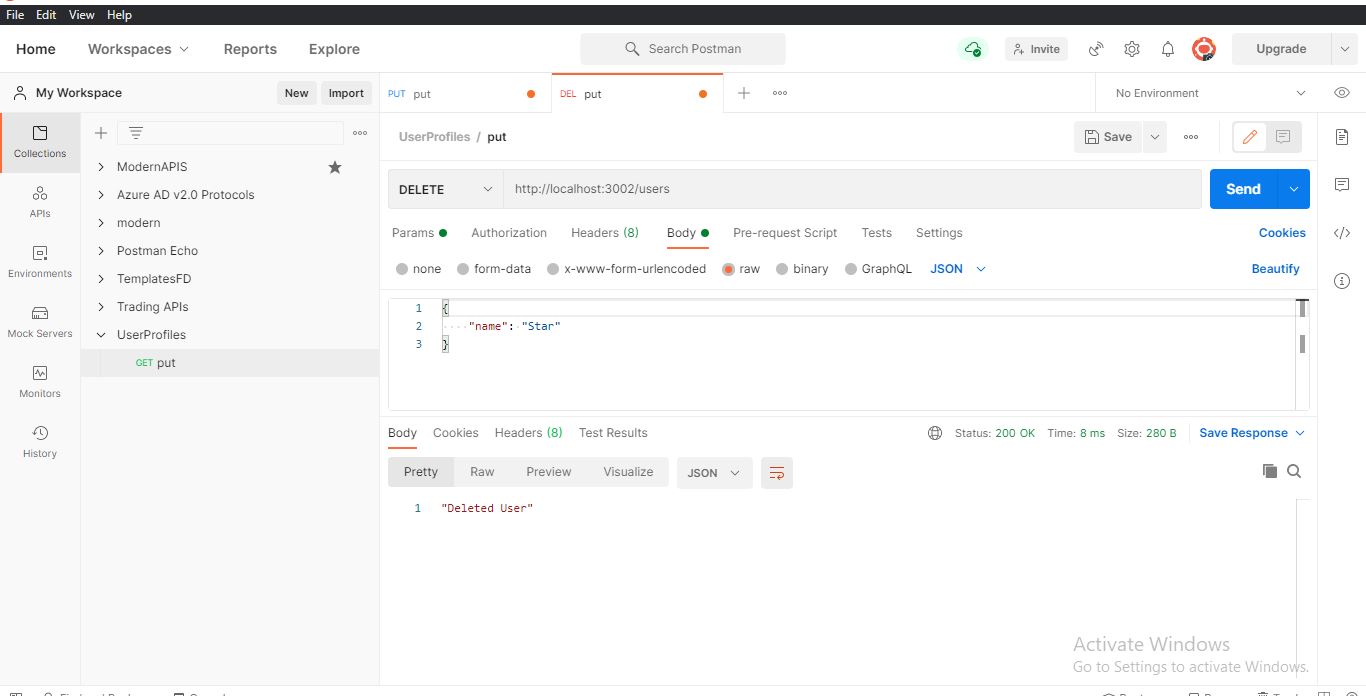 File Edit View Help
Home Workspaces Reports Explore Search Postman Invite Upgrade
My Workspace New Import PUT put DEL put No Environment
UserProfiles / put Save
Collections
ModernAPIS
Azure AD v2.0 Protocols
modern
Postman Echo
TemplatesFD
Trading APIs
UserProfiles
GET put
APIs
Environments
Mock Servers
Monitors
History
DELETE http://localhost:3002/users Send
Params Authorization Headers (8) Body Pre-request Script Tests Settings Cookies
none form-data x-www-form-urlencoded raw binary GraphQL JSON Beautify
1 {
2 "name": "Star"
3 }
Body Cookies Headers (8) Test Results Status: 200 OK Time: 8 ms Size: 280 B Save Response
Pretty Raw Preview Visualize JSON
1 "Deleted User"
Activate Windows
Go to Settings to activate Windows.